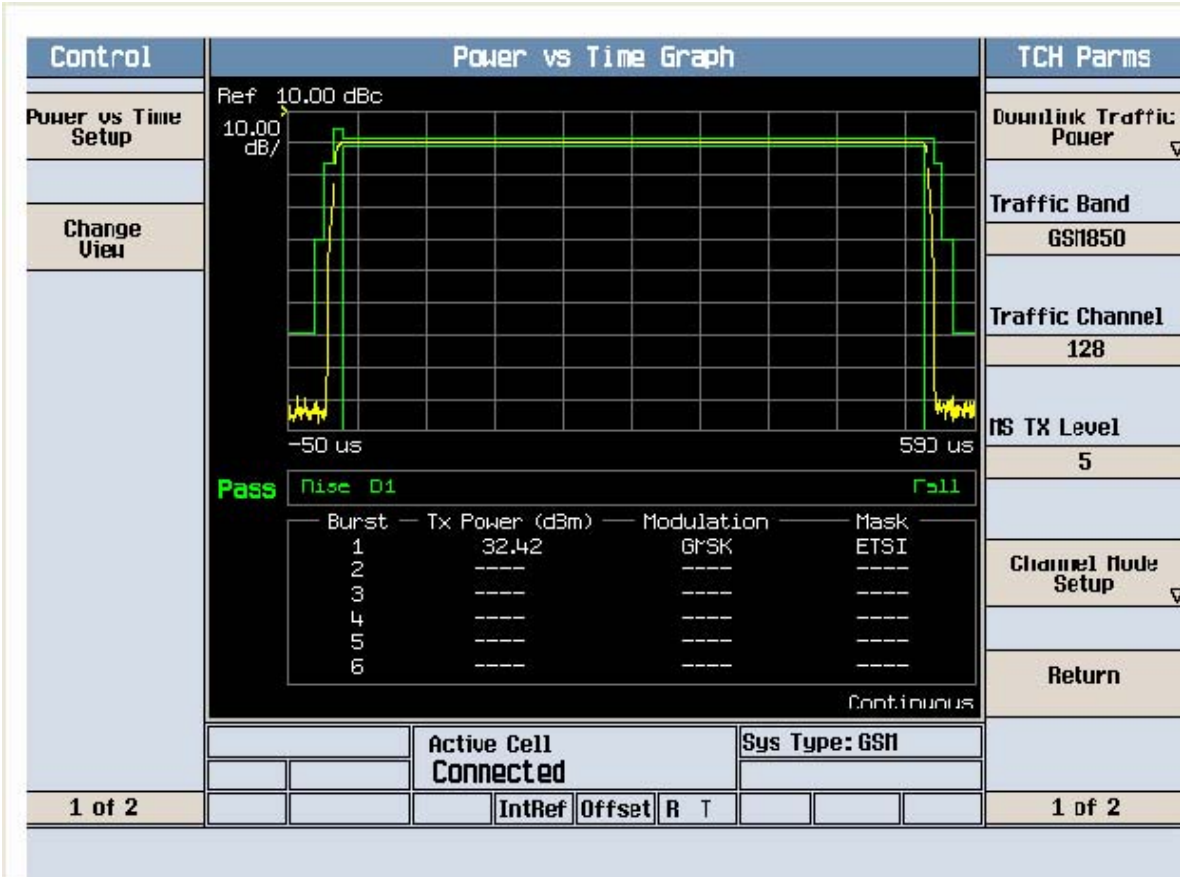 Control
Power vs Time Graph
TCH Parms
Power vs Time
Setup
Change
View
1 of 2
Ref 10.00 dBc
10.00
dB/
-50 us
593 us
Pass
Rise 01
Fall
Burst Tx Power (dBm) Modulation Mask
1 32.42 GMSK ETSI
2 ---- ---- ----
3 ---- ---- ----
4 ---- ---- ----
5 ---- ---- ----
6 ---- ---- ----
Continuous
Active Cell
Connected
Sys Type: GSM
IntRef Offset R T
Downlink Traffic
Power
Traffic Band
GSM850
Traffic Channel
128
MS TX Level
5
Channel Mode
Setup
Return
1 of 2